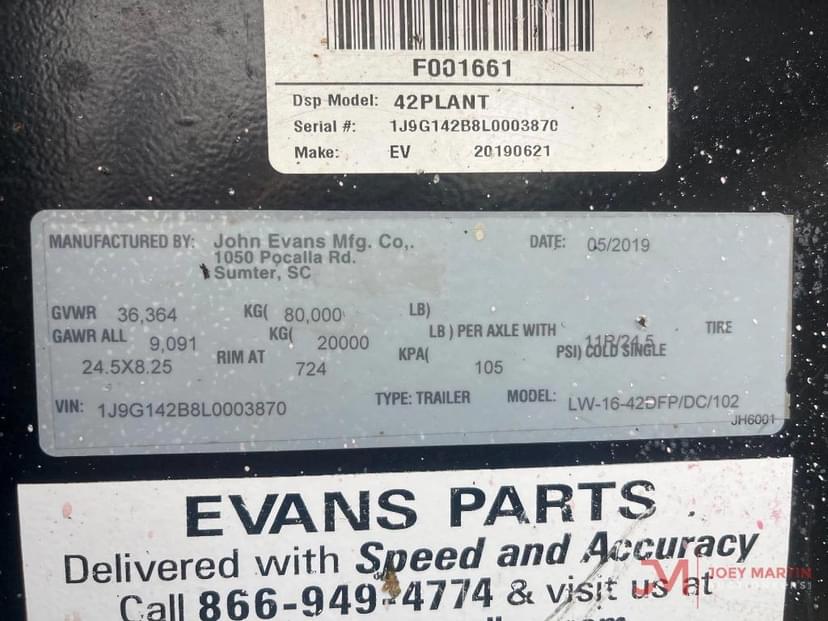 F001661
Dsp Model: 42PLANT
Serial #: 1J9G142B8L0003870
Make: EV 20190621
MANUFACTURED BY: John Evans Mfg. Co,. DATE: 05/2019
1050 Pocalla Rd.
Sumter, SC
GVWR 36,364 KG( 80,000 LB)
GAWR ALL 9,091 KG( 20000 LB ) PER AXLE WITH 11R/24.5 TIRE
24.5X8.25 RIM AT 724 KPA( 105 PSI) COLD SINGLE
VIN: 1J9G142B8L0003870 TYPE: TRAILER MODEL: LW-16-42DFP/DC/102
JH6001
EVANS PARTS
Delivered with Speed and Accuracy
Call 866-949-4774 & visit us at
JM JOEY MARTIN